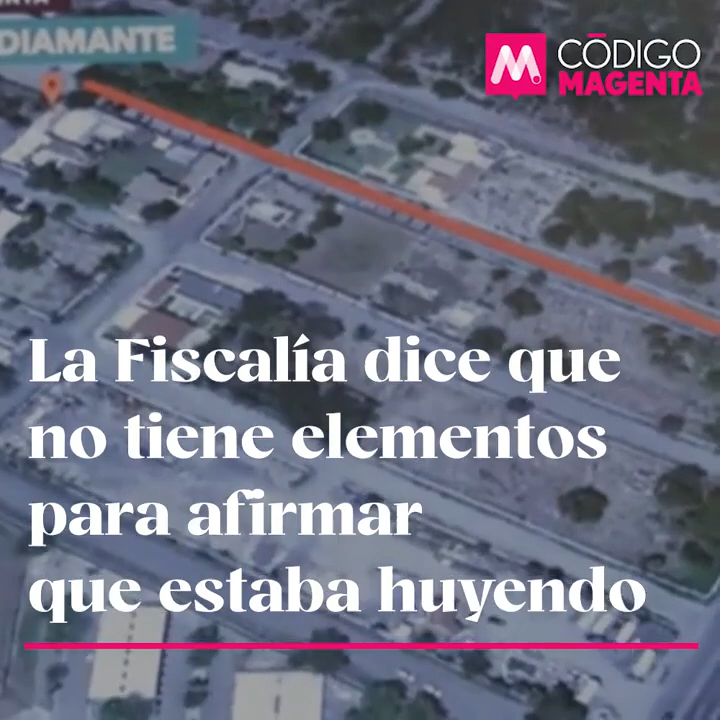 DIAMANTE
CÓDIGO
MAGENTA
La Fiscalía dice que
no tiene elementos
para afirmar
que estaba huyendo